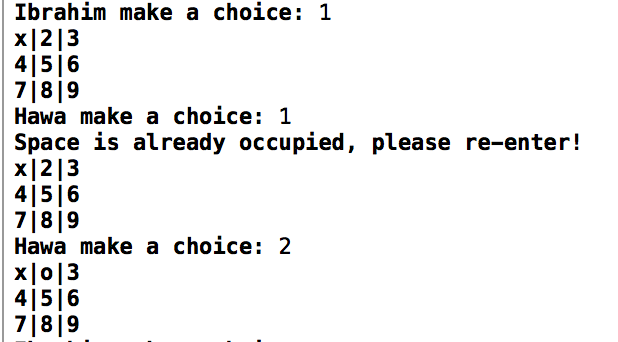 Ibrahim make a choice: 1
x|2|3
4|5|6
7|8|9
Hawa make a choice: 1
Space is already occupied, please re-enter!
x|2|3
4|5|6
7|8|9
Hawa make a choice: 2
x|o|3
4|5|6
7|8|9